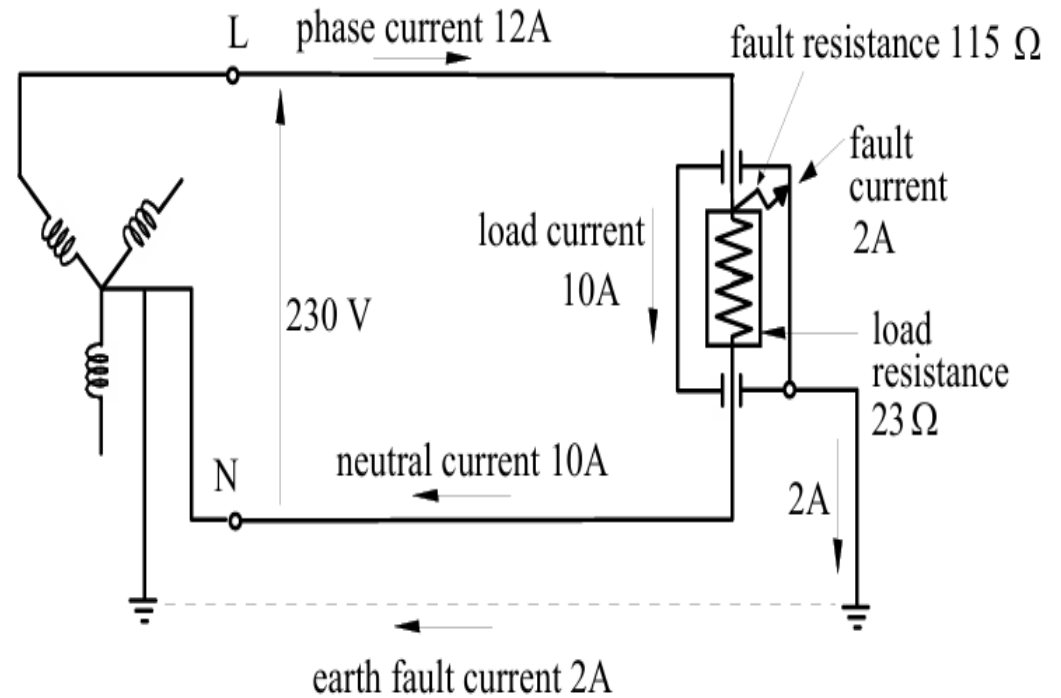 L
phase current 12A
fault resistance 115 Ω
fault
current
2A
load current
10A
230 V
load
resistance
23 Ω
neutral current 10A
N
2A
earth fault current 2A